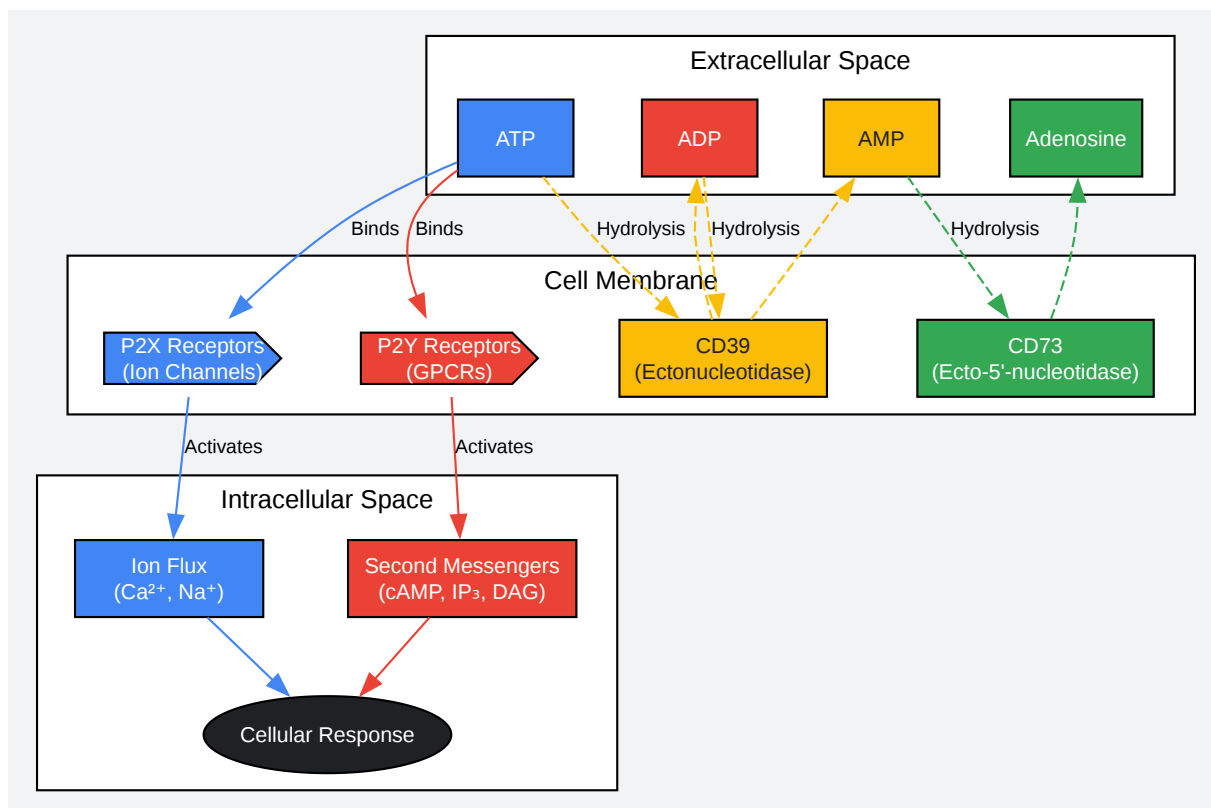 Extracellular Space
ATP
ADP
AMP
Adenosine
Binds
Binds
Hydrolysis
Hydrolysis
Hydrolysis
Cell Membrane
P2X Receptors
(Ion Channels)
P2Y Receptors
(GPCRs)
CD39
(Ectonucleotidase)
CD73
(Ecto-5'-nucleotidase)
Activates
Activates
Intracellular Space
Ion Flux
(Ca²⁺, Na⁺)
Second Messengers
(cAMP, IP₃, DAG)
Cellular Response